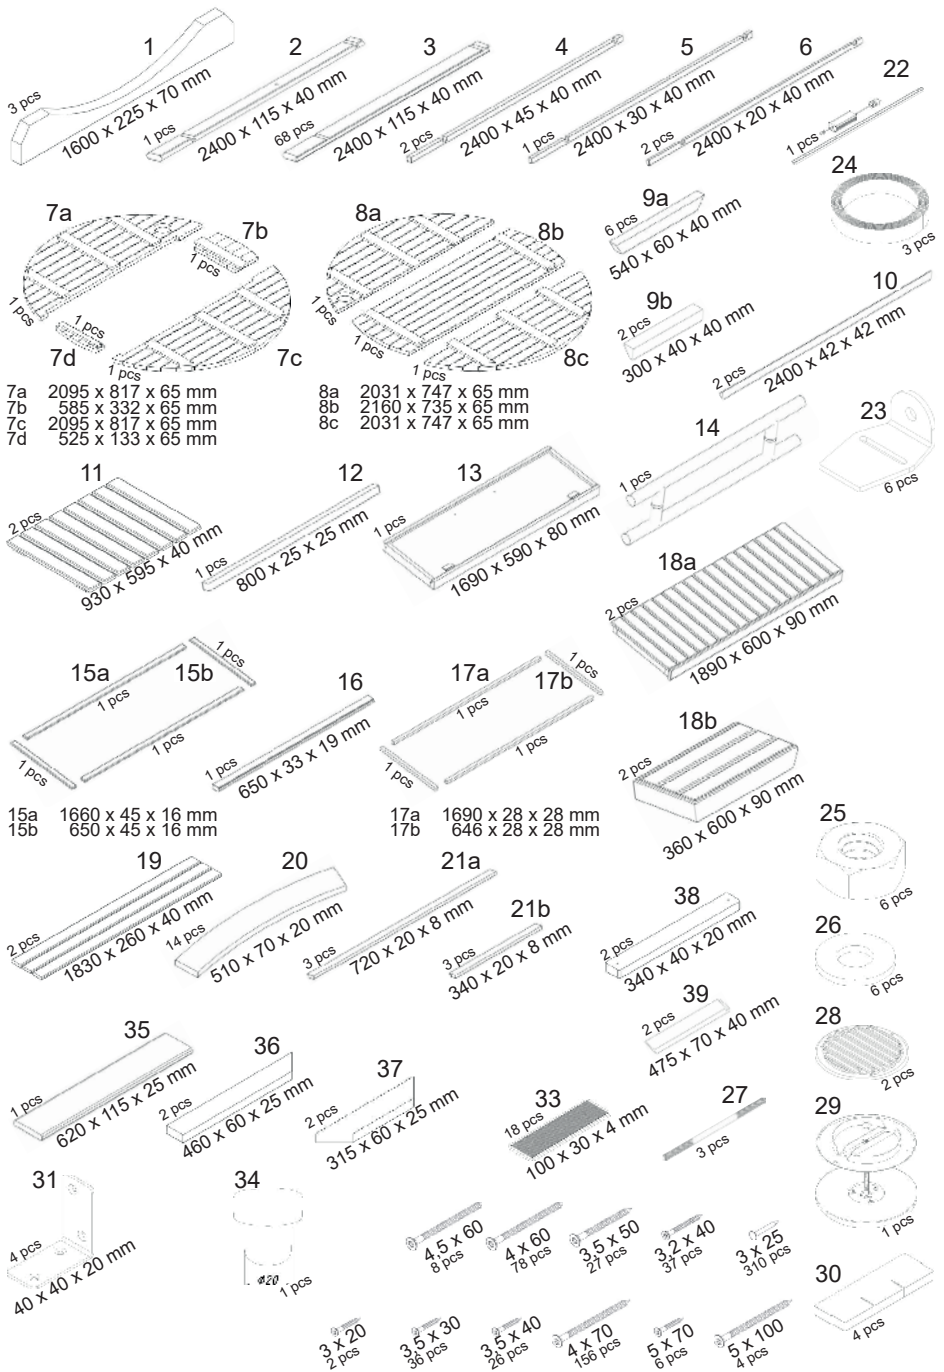 1
3 pcs
1600 x 225 x 70 mm
2
1 pcs
2400 x 115 x 40 mm
3
68 pcs
2400 x 115 x 40 mm
4
2 pcs
2400 x 45 x 40 mm
5
1 pcs
2400 x 30 x 40 mm
6
2 pcs
2400 x 20 x 40 mm
22
1 pcs
24
3 pcs
7a
1 pcs
7b
1 pcs
7d
1 pcs
7c
1 pcs
7a 2095 x 817 x 65 mm
7b 585 x 332 x 65 mm
7c 2095 x 817 x 65 mm
7d 525 x 133 x 65 mm
8a
1 pcs
8b
1 pcs
8c
1 pcs
8a 2031 x 747 x 65 mm
8b 2160 x 735 x 65 mm
8c 2031 x 747 x 65 mm
9a
6 pcs
540 x 60 x 40 mm
9b
2 pcs
300 x 40 x 40 mm
10
2 pcs
2400 x 42 x 42 mm
11
2 pcs
930 x 595 x 40 mm
12
1 pcs
800 x 25 x 25 mm
13
1 pcs
1690 x 590 x 80 mm
14
1 pcs
23
6 pcs
18a
2 pcs
1890 x 600 x 90 mm
15a
1 pcs
15b
1 pcs
1 pcs
1 pcs
15a 1660 x 45 x 16 mm
15b 650 x 45 x 16 mm
16
1 pcs
650 x 33 x 19 mm
17a
1 pcs
17b
1 pcs
1 pcs
1 pcs
17a 1690 x 28 x 28 mm
17b 646 x 28 x 28 mm
18b
2 pcs
360 x 600 x 90 mm
25
6 pcs
19
2 pcs
1830 x 260 x 40 mm
20
14 pcs
510 x 70 x 20 mm
21a
3 pcs
720 x 20 x 8 mm
21b
3 pcs
340 x 20 x 8 mm
38
2 pcs
340 x 40 x 20 mm
26
6 pcs
39
2 pcs
475 x 70 x 40 mm
28
2 pcs
35
1 pcs
620 x 115 x 25 mm
36
2 pcs
460 x 60 x 25 mm
37
2 pcs
315 x 60 x 25 mm
33
18 pcs
100 x 30 x 4 mm
27
3 pcs
29
1 pcs
31
4 pcs
40 x 40 x 20 mm
34
Φ20
1 pcs
4,5 x 60
8 pcs
4 x 60
78 pcs
3,5 x 50
27 pcs
3,2 x 40
37 pcs
3 x 25
310 pcs
30
4 pcs
3 x 20
2 pcs
3,5 x 30
36 pcs
3,5 x 40
26 pcs
4 x 70
156 pcs
5 x 70
6 pcs
5 x 100
4 pcs